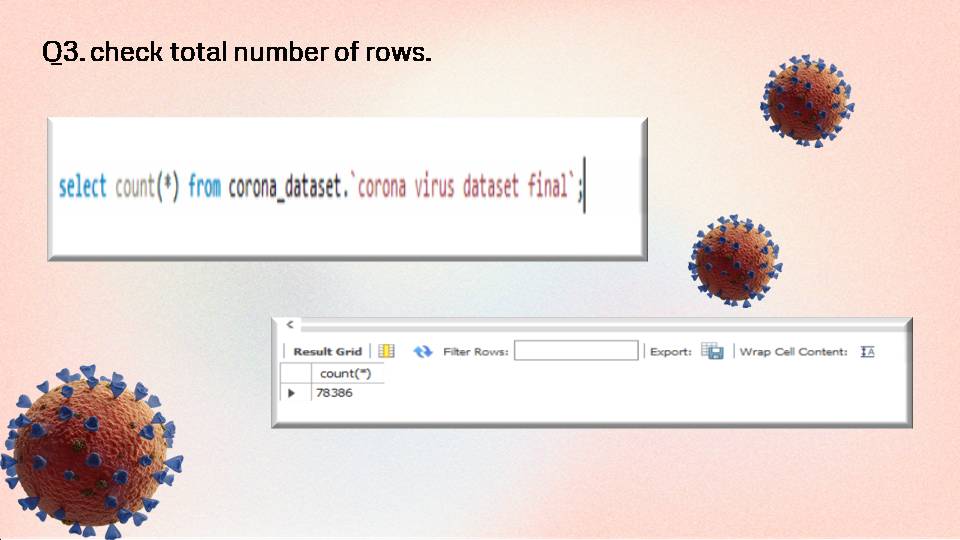 Q3. check total number of rows.
select count(*) from corona_dataset.`corona virus dataset final`;
Result Grid Filter Rows: Export: Wrap Cell Content: IA
count(*)
78386